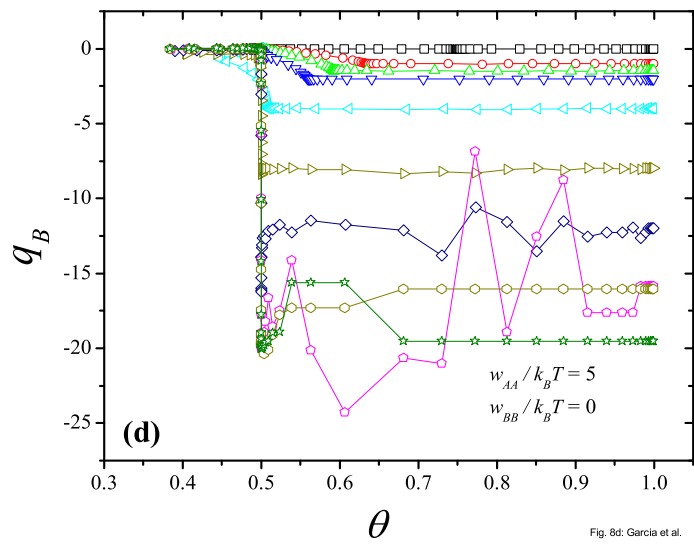 0
-5
-10
-15
-20
-25
q_B
(d)
w_AA / k_B T = 5
w_BB / k_B T = 0
0.3 0.4 0.5 0.6 0.7 0.8 0.9 1.0
θ
Fig. 8d: Garcia et al.